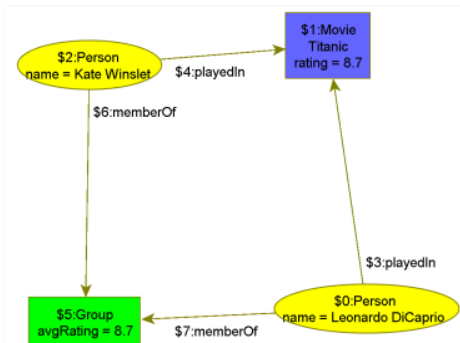 $1:Movie
Titanic
rating = 8.7
$2:Person
name = Kate Winslet
$4:playedIn
$6:memberOf
$3:playedIn
$0:Person
name = Leonardo DiCaprio
$5:Group
avgRating = 8.7
$7:memberOf